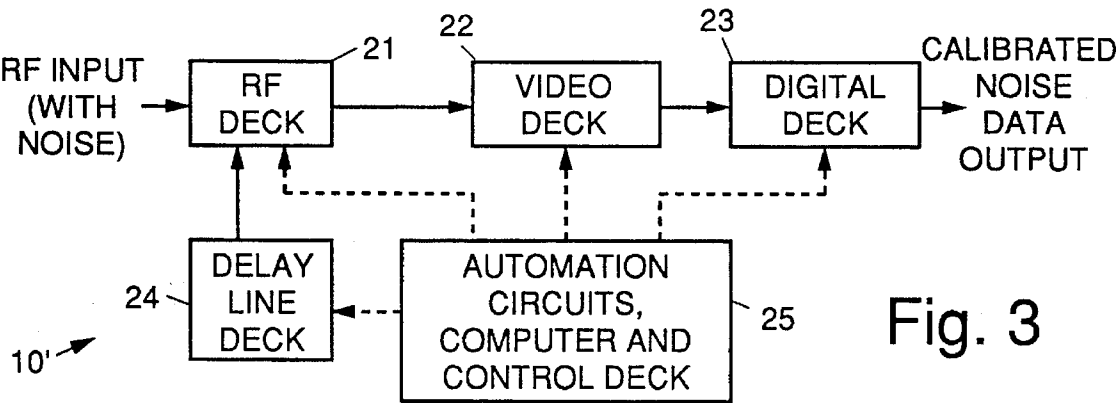 RF INPUT
(WITH
NOISE)
21
RF
DECK
22
VIDEO
DECK
23
DIGITAL
DECK
CALIBRATED
NOISE
DATA
OUTPUT
24
DELAY
LINE
DECK
AUTOMATION
CIRCUITS,
COMPUTER AND
CONTROL DECK
25
10'
Fig. 3